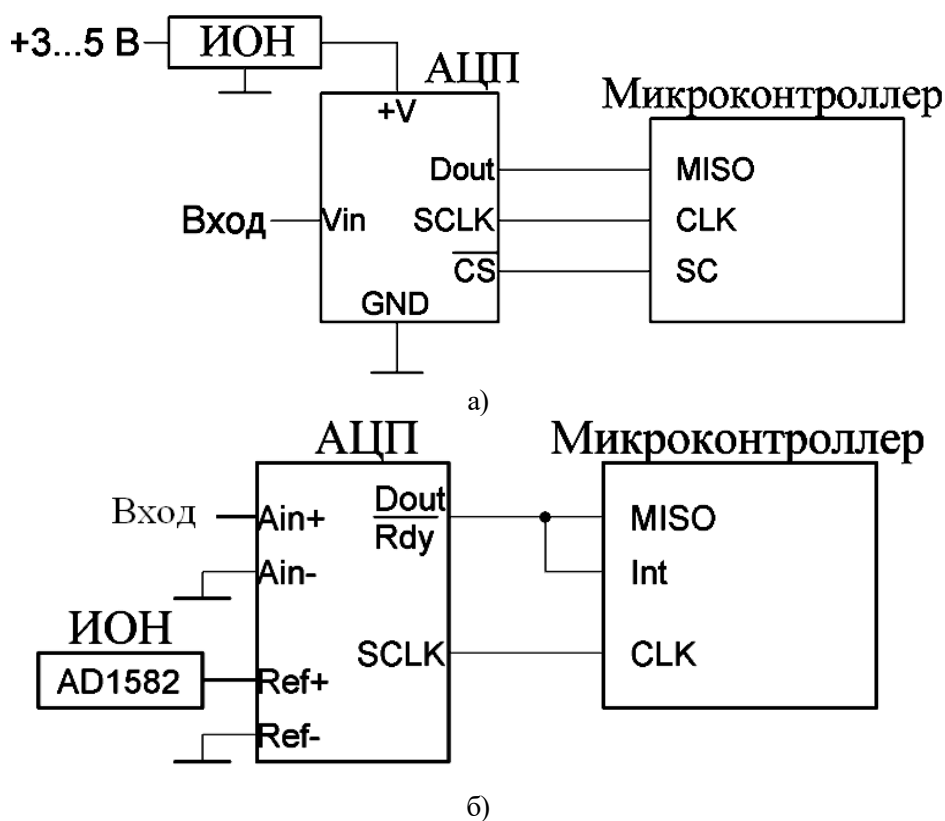 +3...5 В
ИОН
АЦП
Микроконтроллер
+V
Dout
MISO
Вход
Vin
SCLK
CLK
CS
SC
GND
а)
АЦП
Микроконтроллер
Вход
Ain+
Dout
Rdy
MISO
Ain-
Int
ИОН
AD1582
SCLK
CLK
Ref+
Ref-
б)